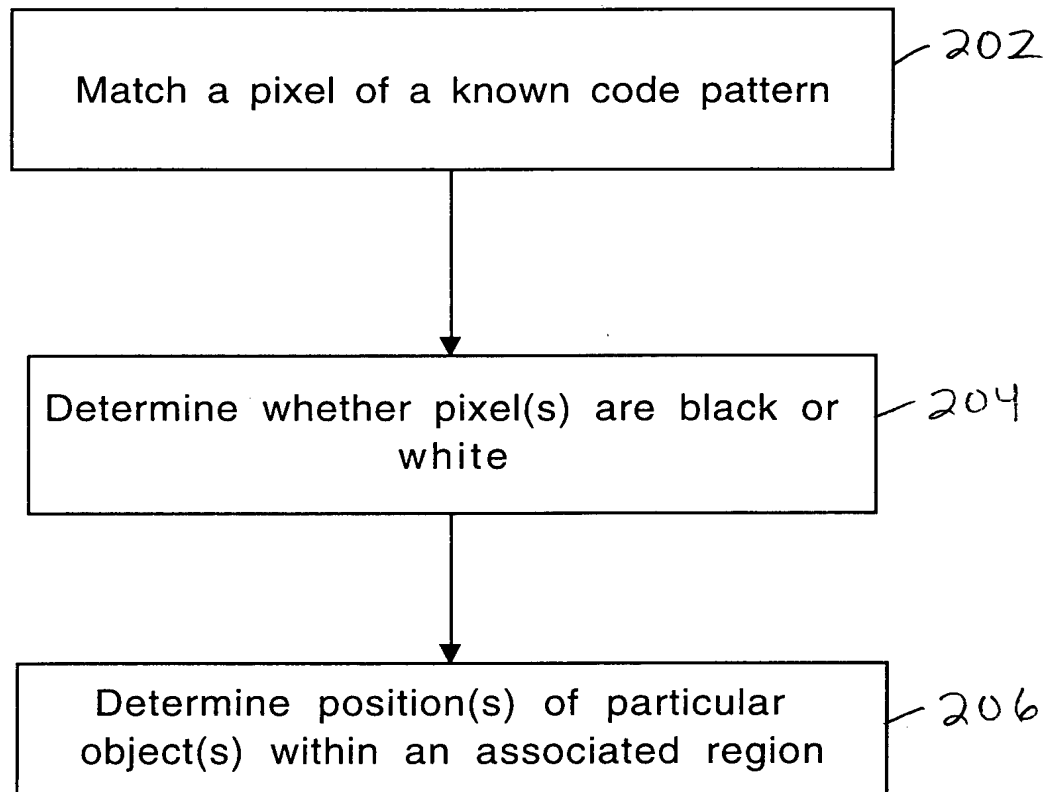 Match a pixel of a known code pattern
202
Determine whether pixel(s) are black or
white
204
Determine position(s) of particular
object(s) within an associated region
206